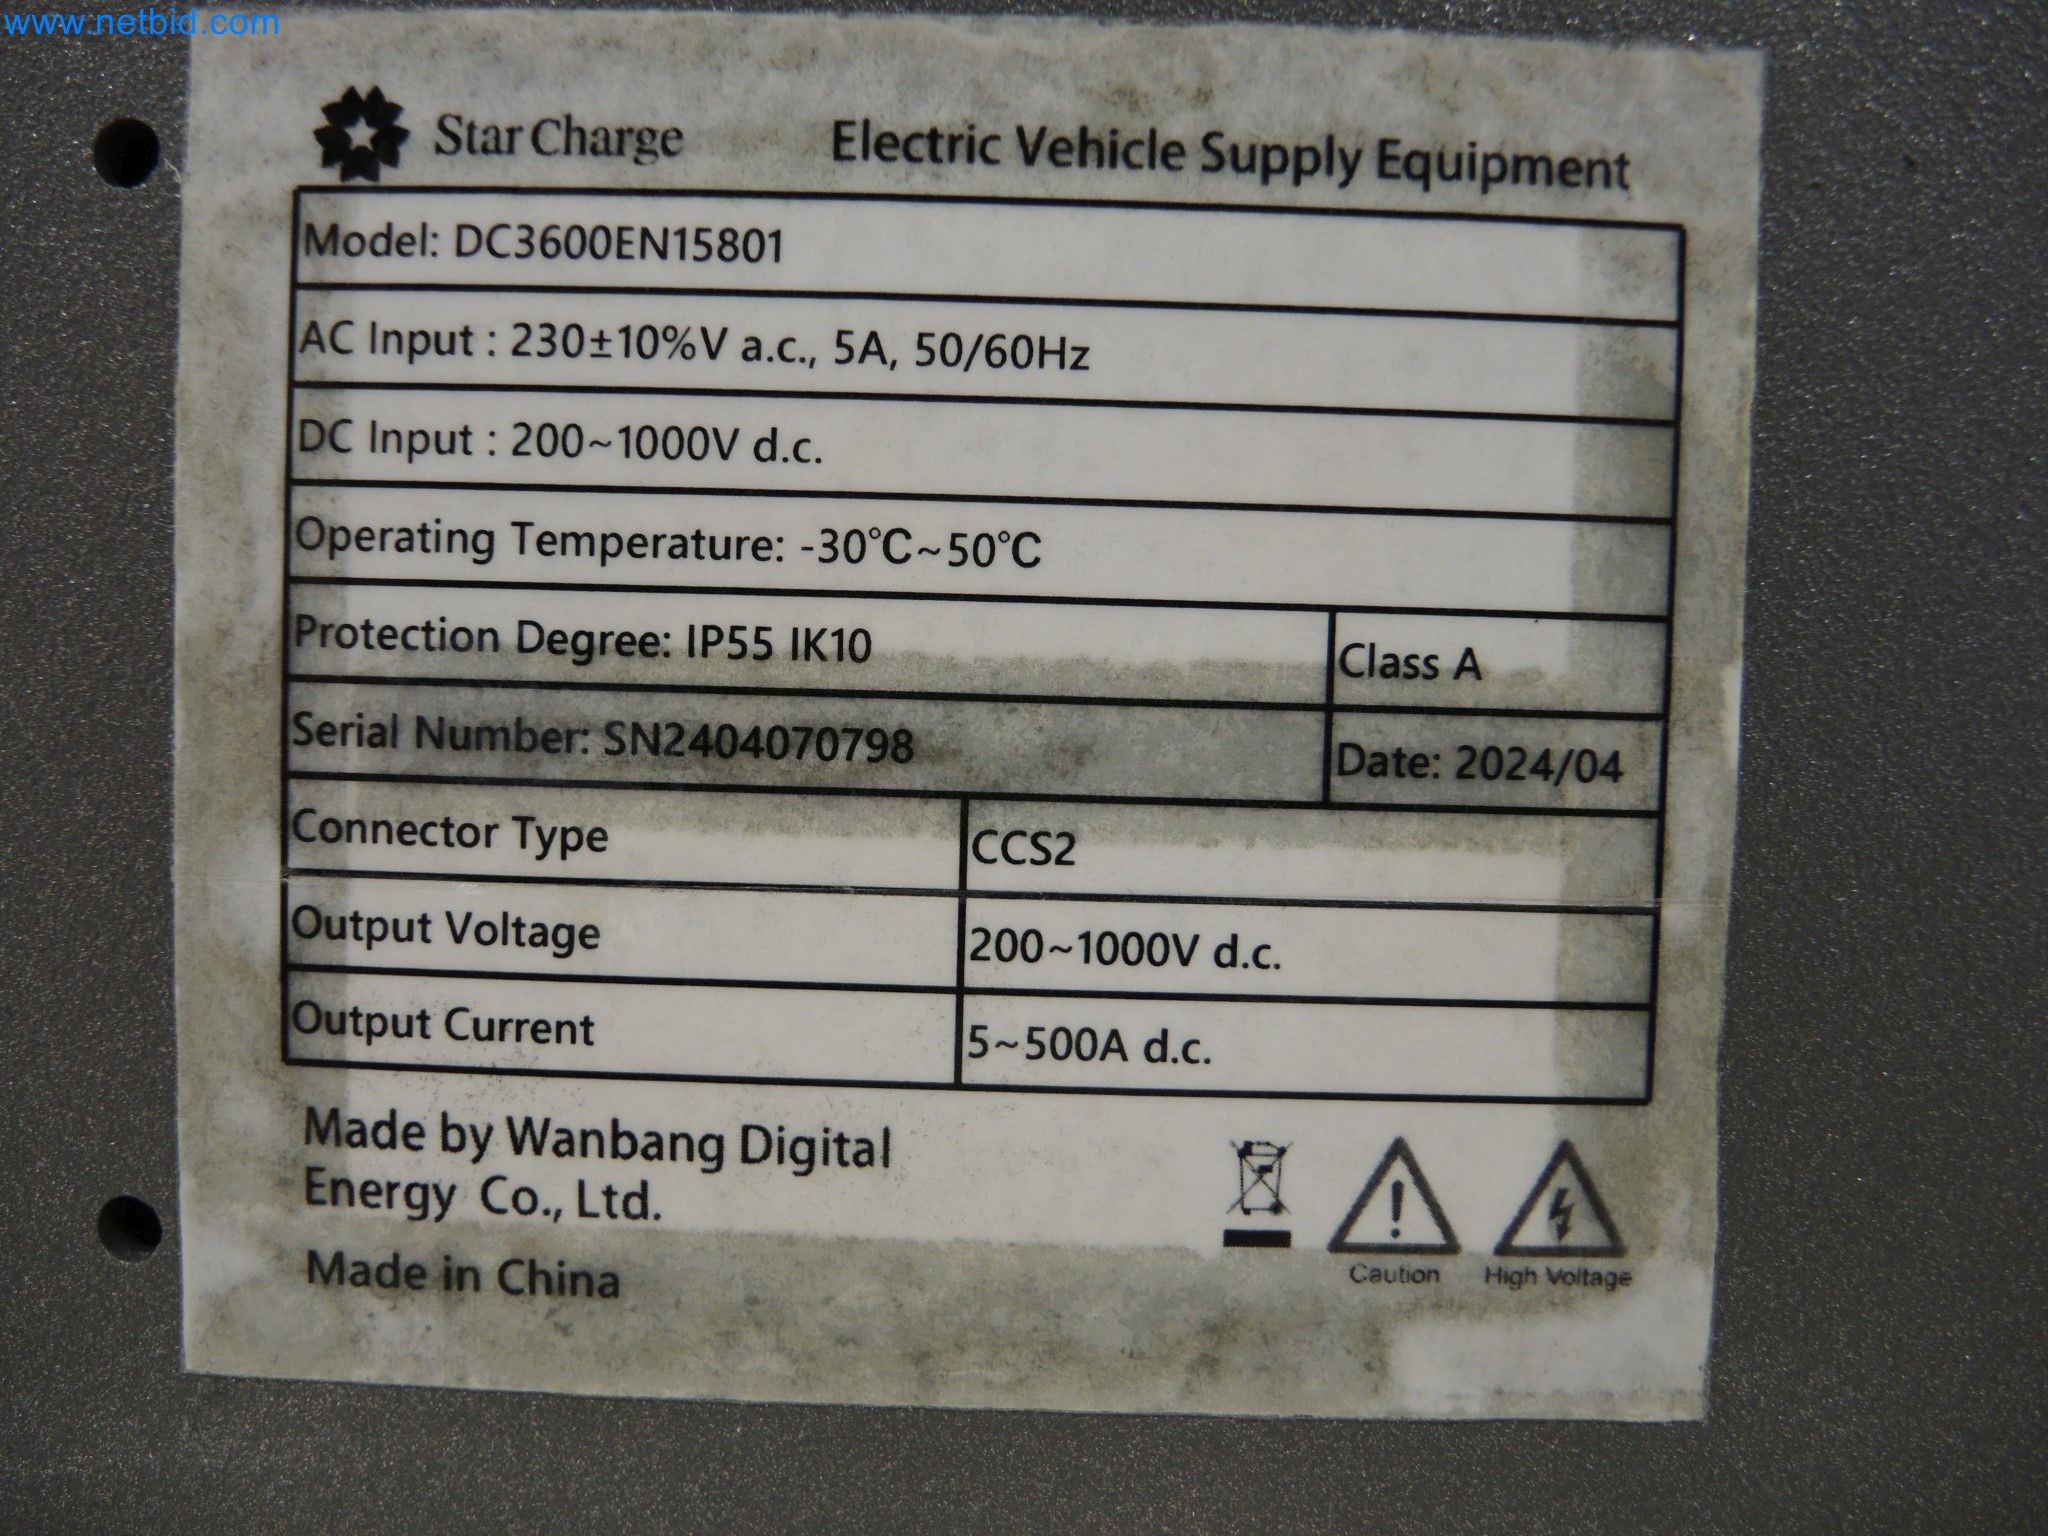 www.netbid.com
Star Charge Electric Vehicle Supply Equipment
Model: DC3600EN15801
AC Input : 230±10%V a.c., 5A, 50/60Hz
DC Input : 200~1000V d.c.
Operating Temperature: -30℃~50℃
Protection Degree: IP55 IK10 Class A
Serial Number: SN2404070798 Date: 2024/04
Connector Type CCS2
Output Voltage 200~1000V d.c.
Output Current 5~500A d.c.
Made by Wanbang Digital
Energy Co., Ltd.
Made in China
Caution High Voltage